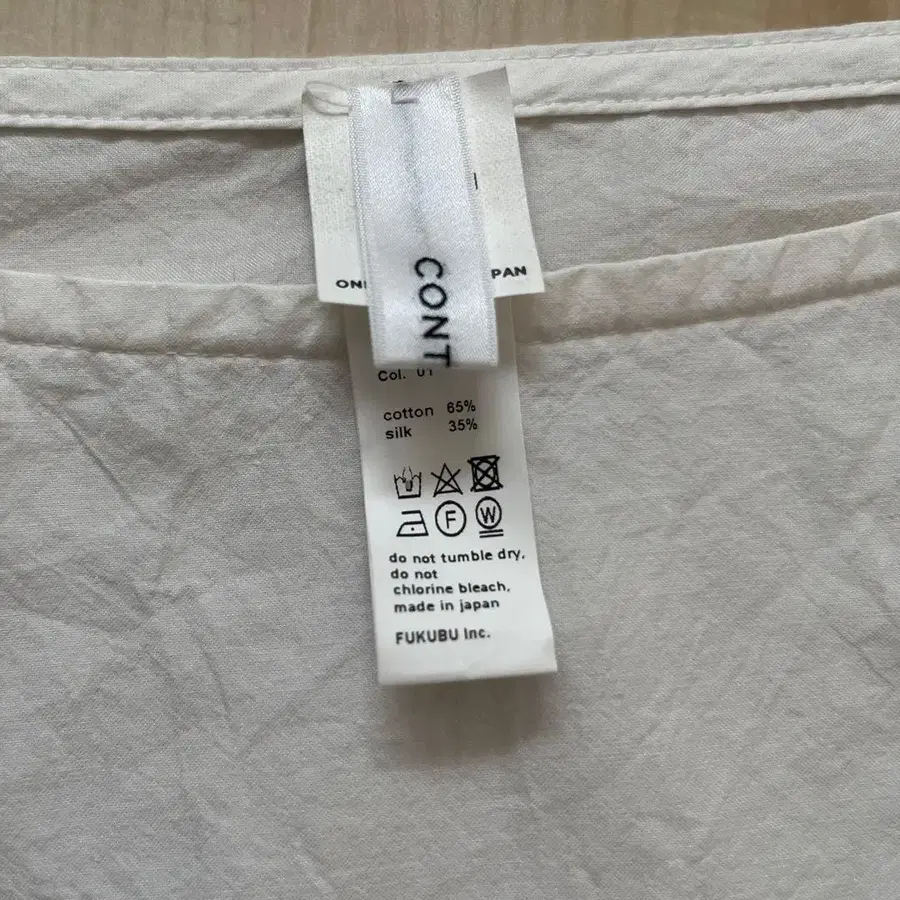 PAN
CONT
Col. 01
cotton 65%
silk 35%
F
W
do not tumble dry.
do not
chlorine bleach.
made in japan
FUKUBU Inc.